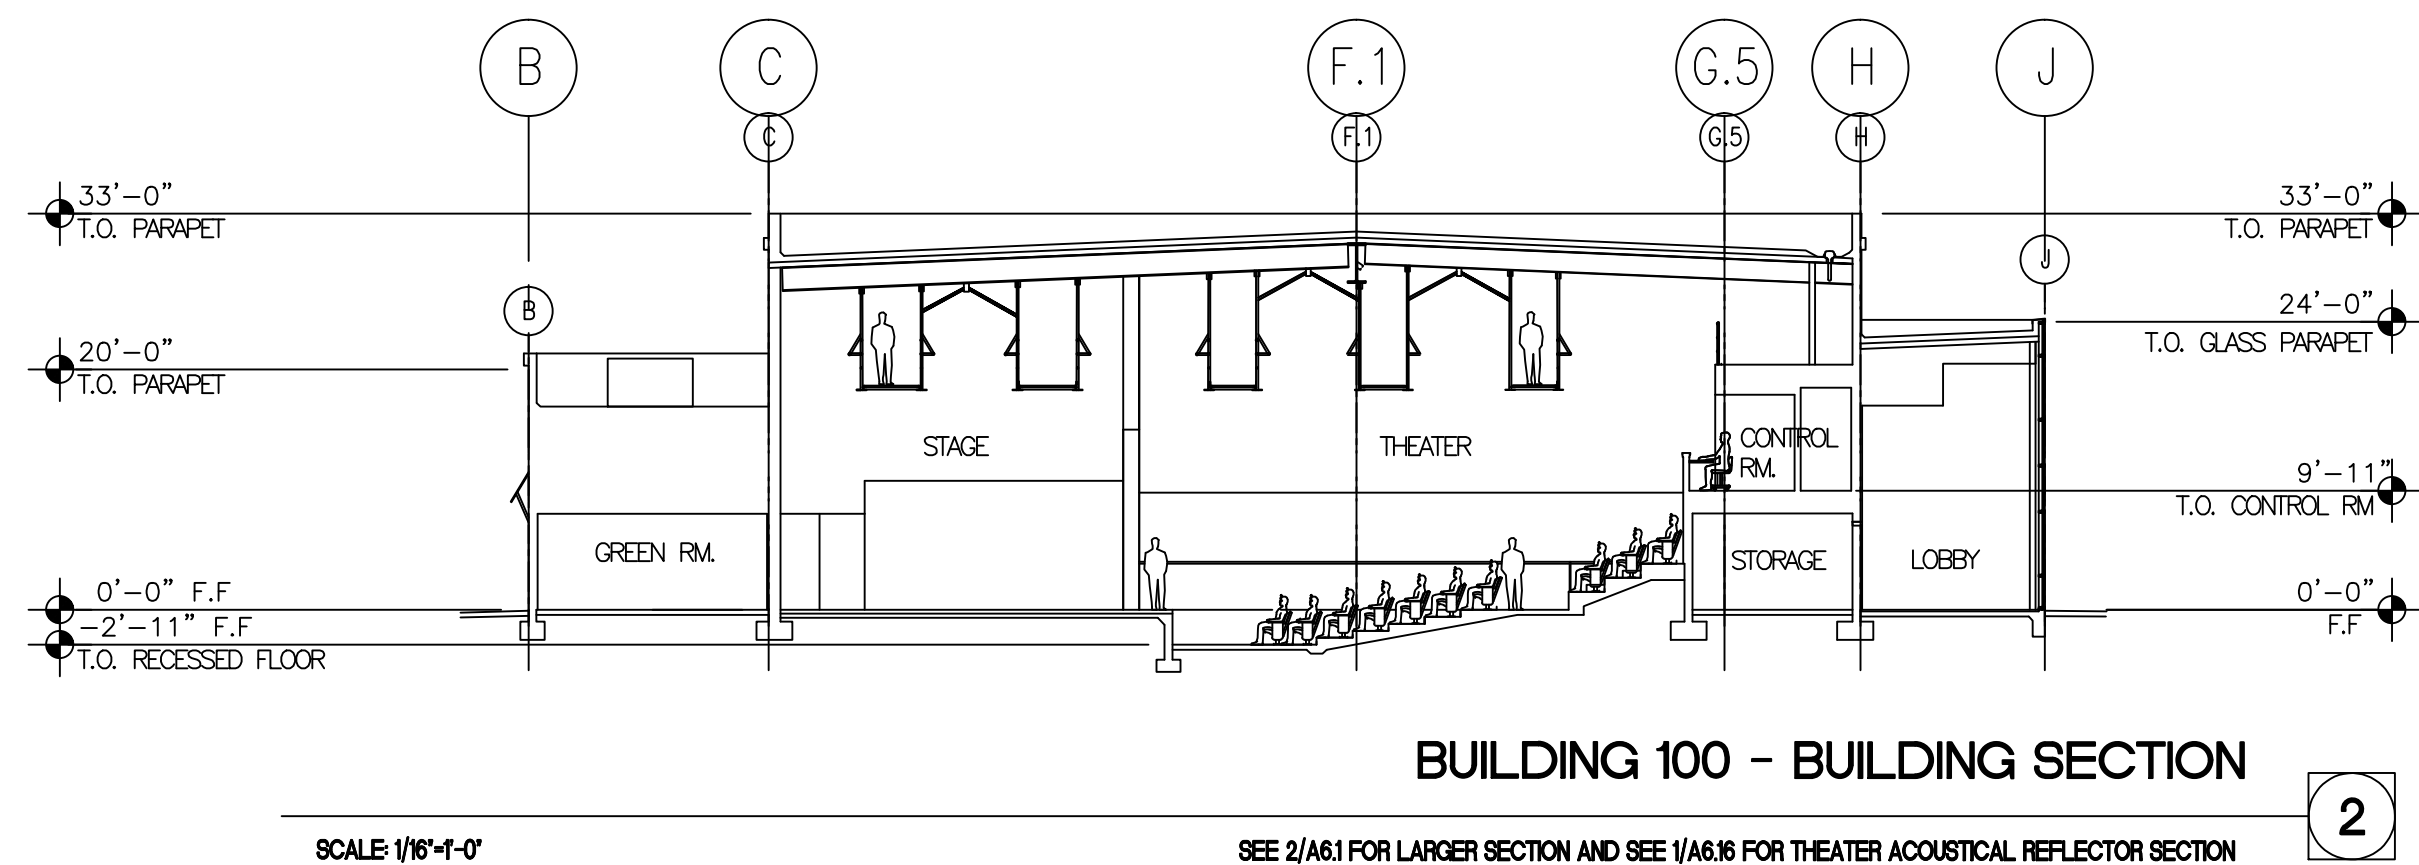 B C F.1 G.5 H J
C F.1 G.5 H
33'-0" 33'-0"
T.O. PARAPET T.O. PARAPET
J
B
24'-0"
T.O. GLASS PARAPET
20'-0"
T.O. PARAPET
STAGE THEATER CONTROL
RM.
9'-11"
T.O. CONTROL RM
GREEN RM. STORAGE LOBBY
0'-0" F.F 0'-0"
F.F
-2'-11" F.F
T.O. RECESSED FLOOR
BUILDING 100 - BUILDING SECTION
2
SCALE: 1/16"=1'-0" SEE 2/A6.1 FOR LARGER SECTION AND SEE 1/A6.16 FOR THEATER ACOUSTICAL REFLECTOR SECTION